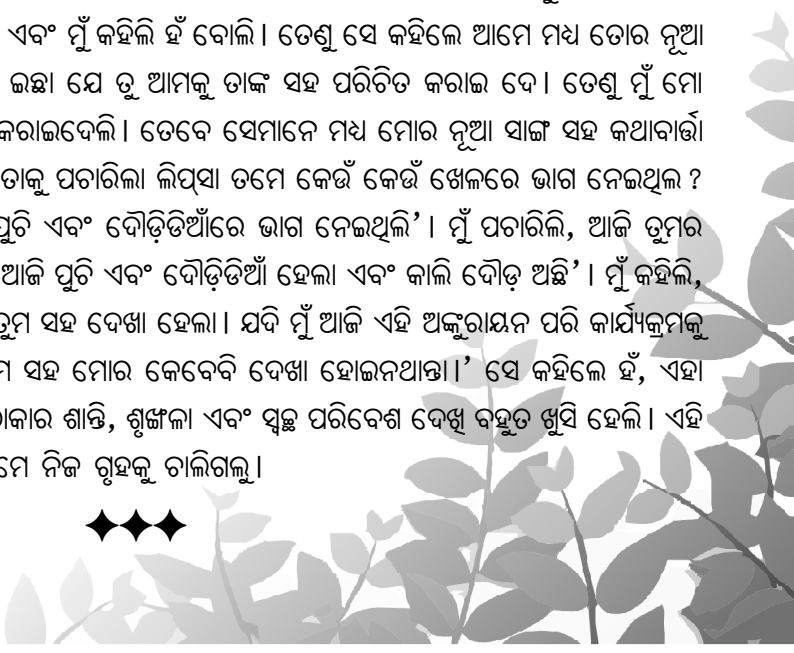 ଏବଂ ମୁଁ କହିଲି ହଁ ବୋଲି। ତେଣୁ ସେ କହିଲେ ଆମେ ମଧ୍ୟ ତୋର ନୂଆ
ଇଛା ଯେ ତୁ ଆମକୁ ତାଙ୍କ ସହ ପରିଚିତ କରାଇ ଦେ। ତେଣୁ ମୁଁ ମୋ
କରାଇଦେଲି। ତେବେ ସେମାନେ ମଧ୍ୟ ମୋର ନୂଆ ସାଙ୍ଗ ସହ କଥାବାର୍ତ୍ତା
ତାକୁ ପଚାରିଲା ଲିପ୍‌ସା ତମେ କେଉଁ କେଉଁ ଖେଳରେ ଭାଗ ନେଇଥିଲ ?
ପୁଚି ଏବଂ ଦୌଡ଼ିଡିଆଁରେ ଭାଗ ନେଇଥିଲି’। ମୁଁ ପଚାରିଲି, ଆଜି ତୁମର
ଆଜି ପୁଚି ଏବଂ ଦୌଡ଼ିଡିଆଁ ହେଲା ଏବଂ କାଲି ଦୌଡ଼ ଅଛି’। ମୁଁ କହିଲି,
ତୁମ ସହ ଦେଖା ହେଲା। ଯଦି ମୁଁ ଆଜି ଏହି ଅଙ୍କୁରାୟନ ପରି କାର୍ଯ୍ୟକ୍ରମକୁ
ସହ ମୋର କେବେବି ଦେଖା ହୋଇନଥାନ୍ତା।’ ସେ କହିଲେ ହଁ, ଏହା
ଶାନ୍ତି, ଶୃଙ୍ଖଳା ଏବଂ ସ୍ୱଚ୍ଛ ପରିବେଶ ଦେଖି ବହୁତ ଖୁସି ହେଲି। ଏହି
ନିଜ ଗୃହକୁ ଚାଲିଗଲୁ।